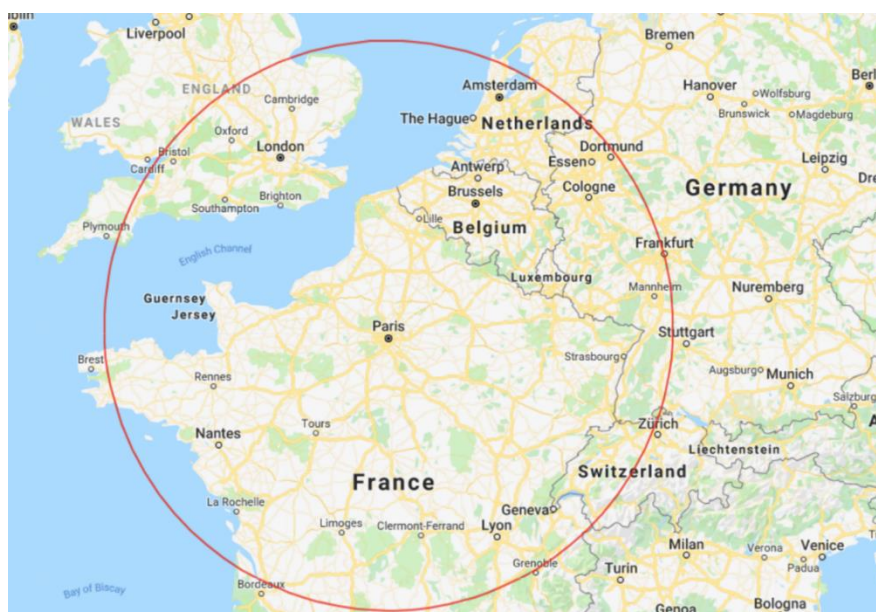 Liverpool
Bremen
ENGLAND
Amsterdam
Hanover
Wolfsburg
Cambridge
Brunswick
Magdeburg
WALES
The Hague
Netherlands
Oxford
Dortmund
London
Bristol
Essen
Leipzig
Cardiff
Antwerp
Brussels
Cologne
Germany
Southampton
Brighton
Plymouth
Lille
Belgium
English Channel
Frankfurt
Luxembourg
Guernsey
Mannheim
Nuremberg
Jersey
Paris
Stuttgart
Brest
Strasbourg
Augsburg
Munich
Rennes
Salzburg
Tours
Zürich
Nantes
Liechtenstein
Switzerland
France
La Rochelle
Geneva
Limoges
Clermont-Ferrand
Lyon
Milan
Verona
Venice
Grenoble
Turin
Padua
Bordeaux
Bay of Biscay
Bologna